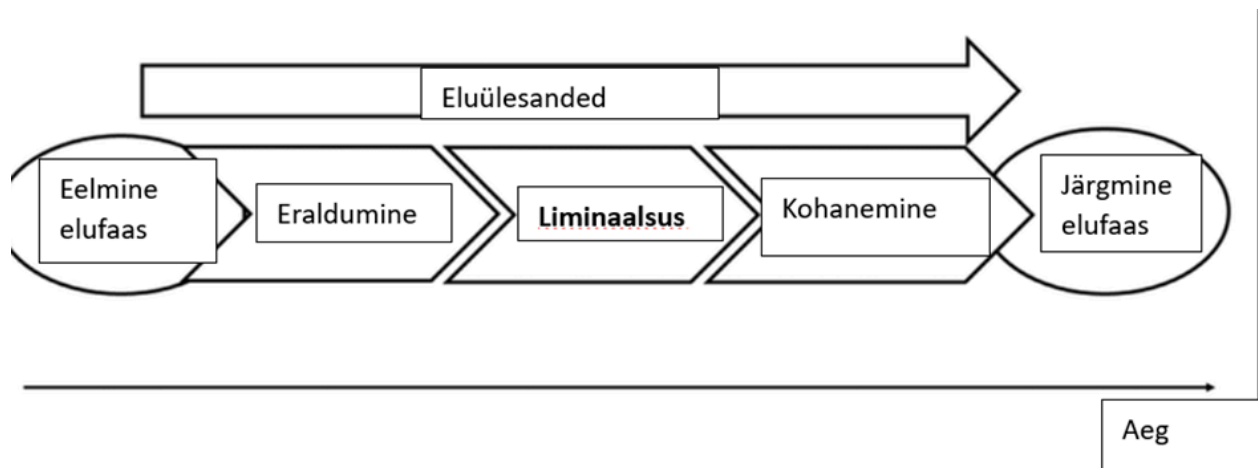 Eluülesanded
Eelmine
elufaas
Eraldumine
Liminaalsus
Kohanemine
Järgmine
elufaas
Aeg